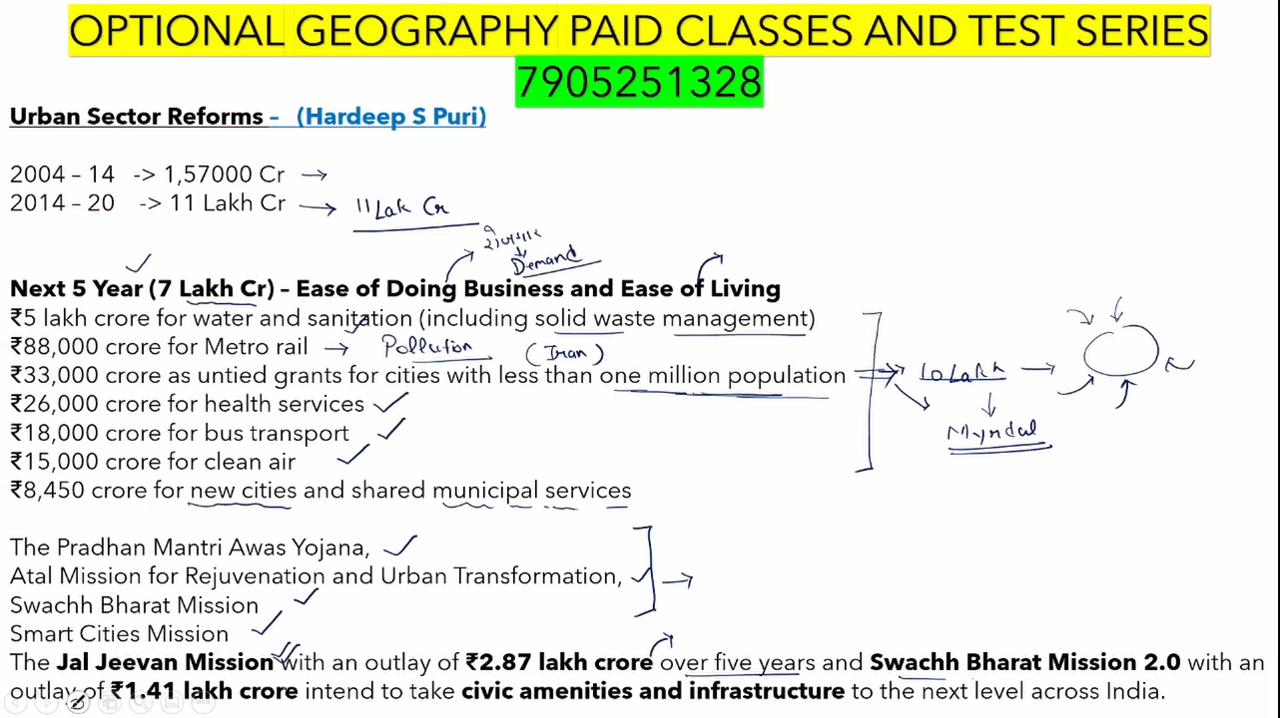 OPTIONAL GEOGRAPHY PAID CLASSES AND TEST SERIES
7905251328
Urban Sector Reforms – (Hardeep S Puri)
2004 – 14 -> 1,57000 Cr →
2014 – 20 -> 11 Lakh Cr → 11 Lak Cr
Demand
Next 5 Year (7 Lakh Cr) – Ease of Doing Business and Ease of Living
₹5 lakh crore for water and sanitation (including solid waste management)
₹88,000 crore for Metro rail → Pollution (Iran)
₹33,000 crore as untied grants for cities with less than one million population → 10 Lakh →
₹26,000 crore for health services
₹18,000 crore for bus transport
₹15,000 crore for clean air
₹8,450 crore for new cities and shared municipal services
The Pradhan Mantri Awas Yojana,
Atal Mission for Rejuvenation and Urban Transformation, →
Swachh Bharat Mission
Smart Cities Mission
The Jal Jeevan Mission with an outlay of ₹2.87 lakh crore over five years and Swachh Bharat Mission 2.0 with an
outlay of ₹1.41 lakh crore intend to take civic amenities and infrastructure to the next level across India.